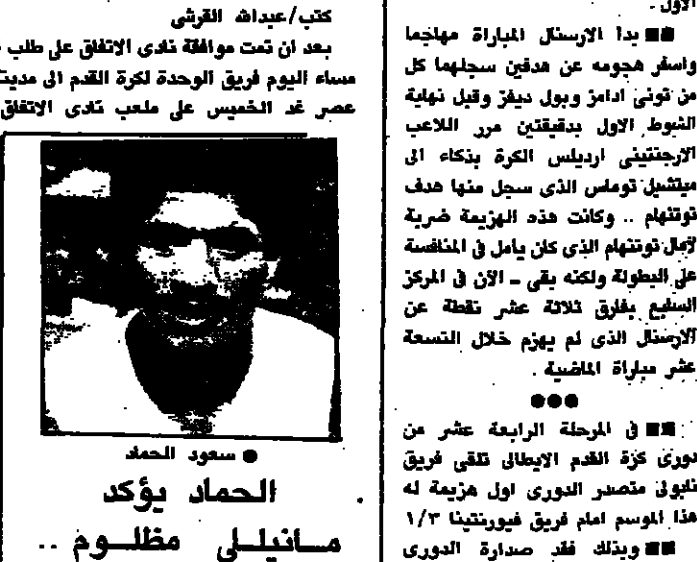 كتب/عبدالله القرشي
بعد ان تمت موافقة نادى الاتفاق على طلب
مساء اليوم فريق الوحدة لكرة القدم الى
عصر غد الخميس على ملعب نادى الاتفاق
● سعود الحماد
الحماد يؤكد
مـانيلـلى مظلـوم ..
الاول .
■■ بدا الارسنال المباراة مهاجما
واسفر هجومه عن هدفين سجلهما كل
من تونى ادامز وبول ديفز وقبل نهاية
الشوط الاول بدقيقتين مرر اللاعب
الارجنتينى ارديلس الكرة بذكاء الى
ميتشيل توماس الذى سجل منها هدف
توتنهام .. وكانت هذه الهزيمة ضربة
لآمال توتنهام الذى كان يأمل فى المنافسة
على البطولة ولكنه بقى ــ الآن فى المركز
السابع بفارق ثلاثة عشر نقطة عن
الارسنال الذى لم يهزم خلال التسعة
عشر مباراة الماضية .
●●●
■■ فى المرحلة الرابعة عشر من
دورى كرة القدم الايطالى تلقى فريق
نابولى متصدر الدورى اول هزيمة له
هذا الموسم امام فريق فيورنتينا ١/٣
■■ وبذلك فقد صدارة الدورى